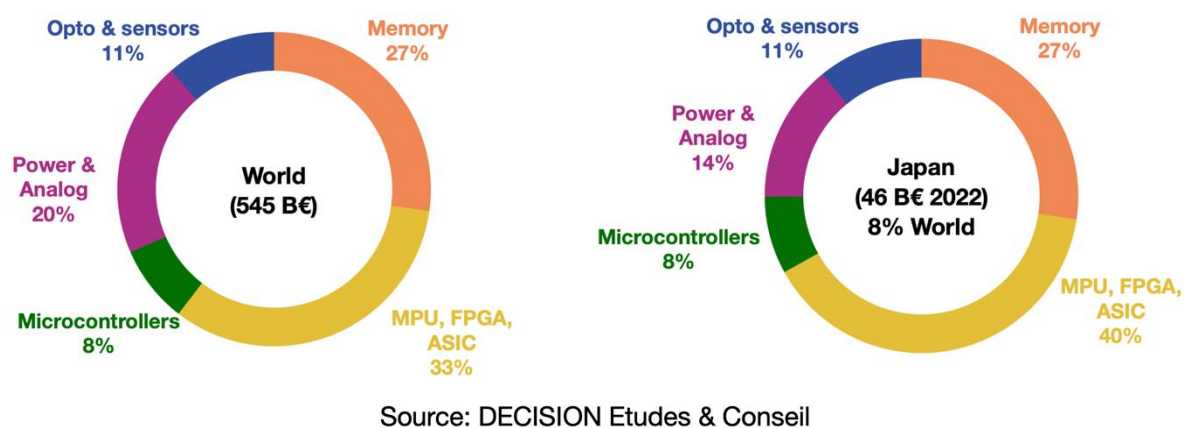 Opto & sensors
11%
Memory
27%
Power &
Analog
20%
World
(545 B€)
Microcontrollers
8%
MPU, FPGA,
ASIC
33%
Opto & sensors
11%
Memory
27%
Power &
Analog
14%
Japan
(46 B€ 2022)
8% World
Microcontrollers
8%
MPU, FPGA,
ASIC
40%
Source: DECISION Etudes & Conseil